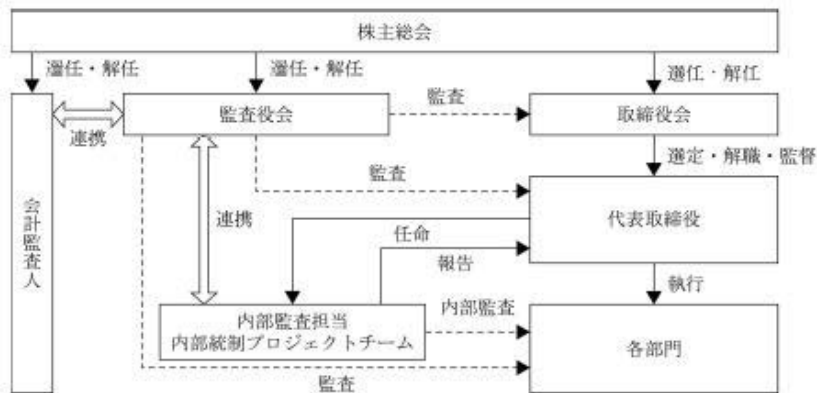 株主総会
選任・解任
選任・解任
選任・解任
監査役会
監査
取締役会
連携
選定・解職・監督
監査
会計監査人
連携
代表取締役
任命
報告
執行
内部監査担当
内部統制プロジェクトチーム
内部監査
各部門
監査